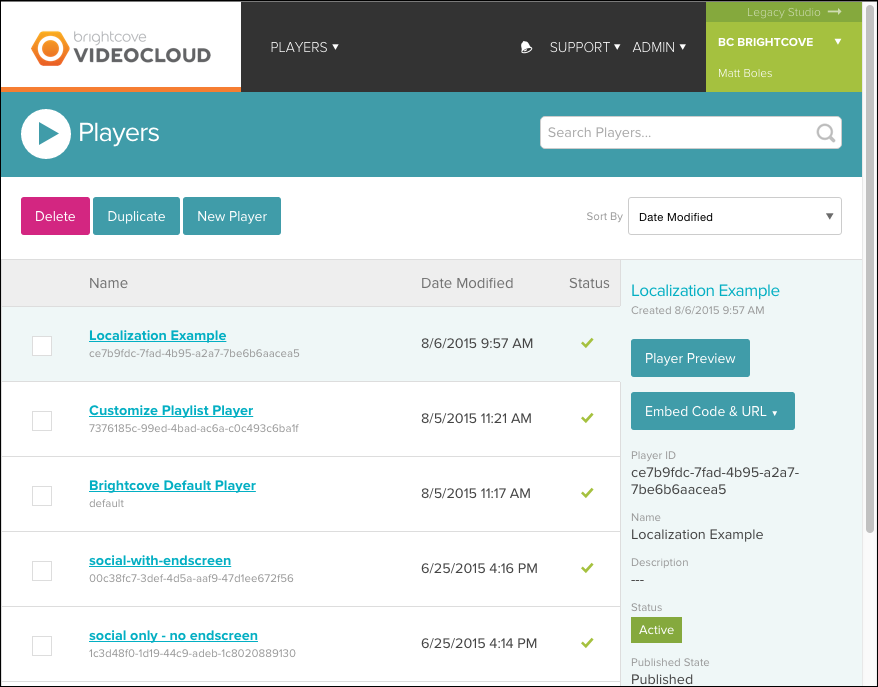 Legacy Studio
brightcove
VIDEOCLOUD
PLAYERS
SUPPORT
ADMIN
BC BRIGHTCOVE
Matt Boles
Players
Search Players...
Delete
Duplicate
New Player
Sort By
Date Modified
Name Date Modified Status
Localization Example
ce7b9fdc-7fad-4b95-a2a7-7be6b6aacea5
8/6/2015 9:57 AM
Customize Playlist Player
7376185c-99ed-4bad-ac6a-c0c493c6ba1f
8/5/2015 11:21 AM
Brightcove Default Player
default
8/5/2015 11:17 AM
social-with-endscreen
00c38fc7-3def-4d5a-aaf9-47d1ee672f56
6/25/2015 4:16 PM
social only - no endscreen
1c3d48f0-1d19-44c9-adeb-1c8020889130
6/25/2015 4:14 PM
Localization Example
Created 8/6/2015 9:57 AM
Player Preview
Embed Code & URL
Player ID
ce7b9fdc-7fad-4b95-a2a7-
7be6b6aacea5
Name
Localization Example
Description
---
Status
Active
Published State
Published